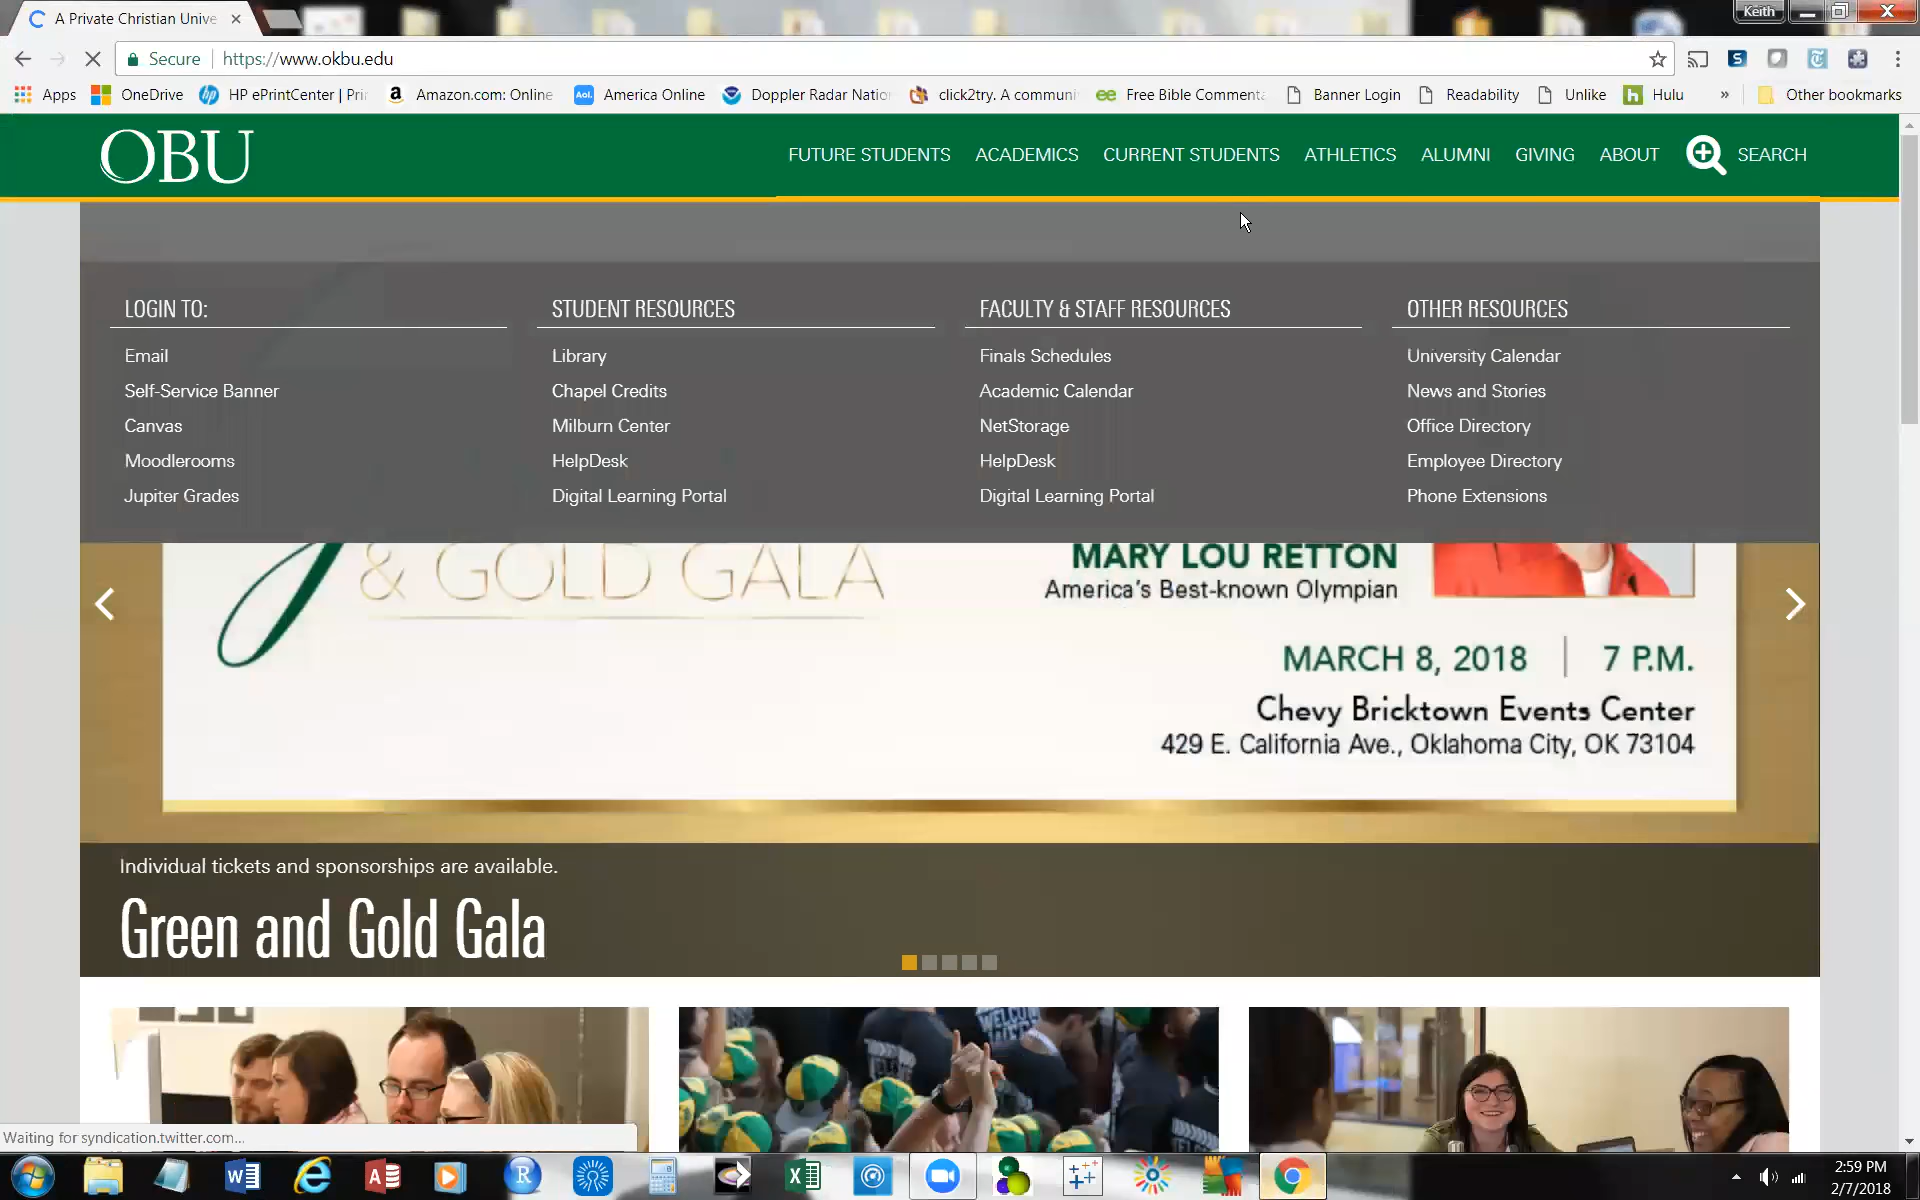 A Private Christian Unive
Keith
Secure
https://www.okbu.edu
Apps
OneDrive
HP ePrintCenter | Pri
Amazon.com: Online
America Online
Doppler Radar Natio
click2try. A communi
Free Bible Commenta
Banner Login
Readability
Unlike
Hulu
»
Other bookmarks
OBU
FUTURE STUDENTS
ACADEMICS
CURRENT STUDENTS
ATHLETICS
ALUMNI
GIVING
ABOUT
SEARCH
LOGIN TO:
Email
Self-Service Banner
Canvas
Moodlerooms
Jupiter Grades
STUDENT RESOURCES
Library
Chapel Credits
Milburn Center
HelpDesk
Digital Learning Portal
FACULTY & STAFF RESOURCES
Finals Schedules
Academic Calendar
NetStorage
HelpDesk
Digital Learning Portal
OTHER RESOURCES
University Calendar
News and Stories
Office Directory
Employee Directory
Phone Extensions
& GOLD GALA
MARY LOU RETTON
America's Best-known Olympian
MARCH 8, 2018 | 7 P.M.
Chevy Bricktown Events Center
429 E. California Ave., Oklahoma City, OK 73104
Individual tickets and sponsorships are available.
Green and Gold Gala
Waiting for syndication.twitter.com...
2:59 PM
2/7/2018